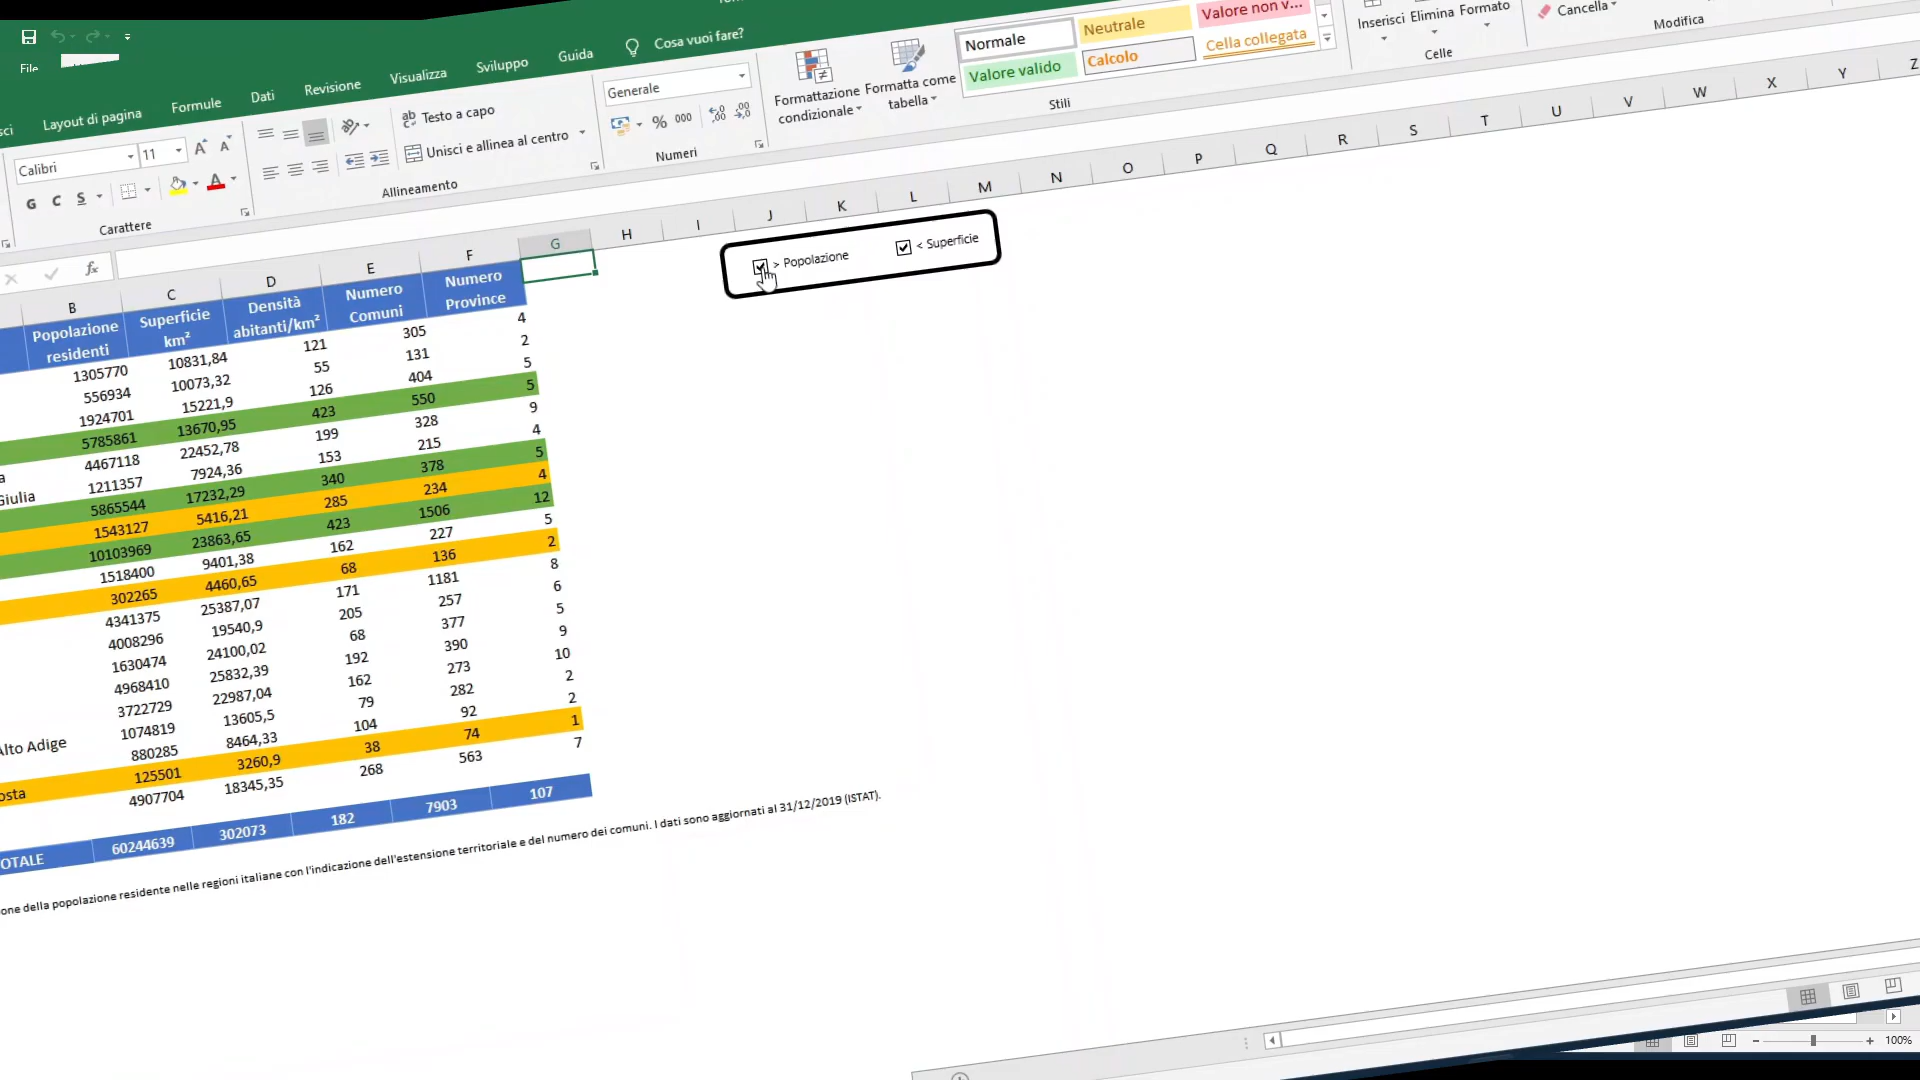 File
Layout di pagina
Formule
Dati
Revisione
Visualizza
Sviluppo
Guida
Cosa vuoi fare?
Calibri
11
G C S
Carattere
Testo a capo
Unisci e allinea al centro
Allineamento
Generale
% 000
Numeri
Formattazione
condizionale
Formatta come
tabella
Normale
Neutrale
Valore non v...
Valore valido
Calcolo
Cella collegata
Stili
Inserisci Elimina Formato
Celle
Cancella
Modifica
fx
B C D E F G H I J K L M N O P Q R S T U V W X Y Z
> Popolazione
< Superficie
Popolazione
residenti
Superficie
km²
Densità
abitanti/km²
Numero
Comuni
Numero
Province
1305770 10831,84 121 305 4
556934 10073,32 55 131 2
1924701 15221,9 126 404 5
5785861 13670,95 423 550 5
4467118 22452,78 199 328 9
Giulia 1211357 7924,36 153 215 4
5865544 17232,29 340 378 5
1543127 5416,21 285 234 4
10103969 23863,65 423 1506 12
1518400 9401,38 162 227 5
302265 4460,65 68 136 2
4341375 25387,07 171 1181 8
4008296 19540,9 205 257 6
1630474 24100,02 68 377 5
4968410 25832,39 192 390 9
3722729 22987,04 162 273 10
Alto Adige 1074819 13605,5 79 282 2
880285 8464,33 104 92 2
osta 125501 3260,9 38 74 1
4907704 18345,35 268 563 7
OTALE 60244639 302073 182 7903 107
one della popolazione residente nelle regioni italiane con l'indicazione dell'estensione territoriale e del numero dei comuni. I dati sono aggiornati al 31/12/2019 (ISTAT).
100%